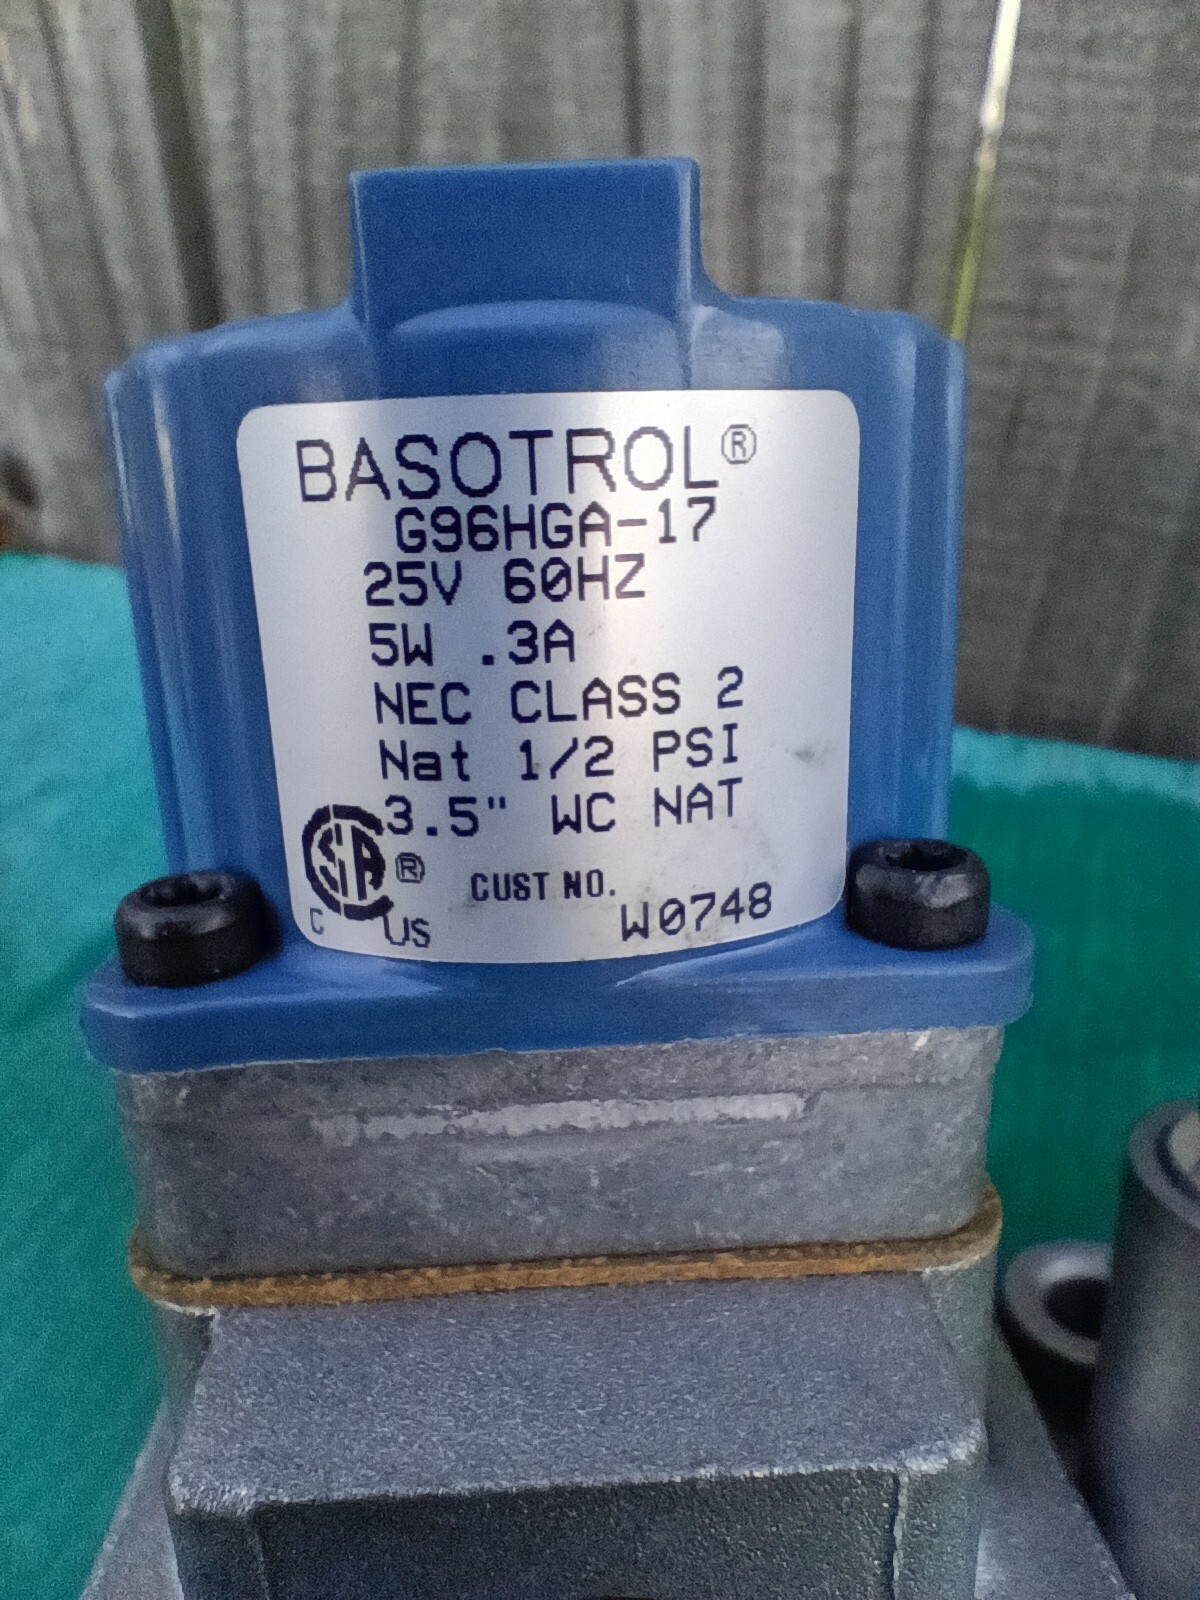 BASOTROL®
G96HGA-17
25V 60HZ
5W .3A
NEC CLASS 2
Nat 1/2 PSI
3.5" WC NAT
CSA ®
C US
CUST NO.
W0748